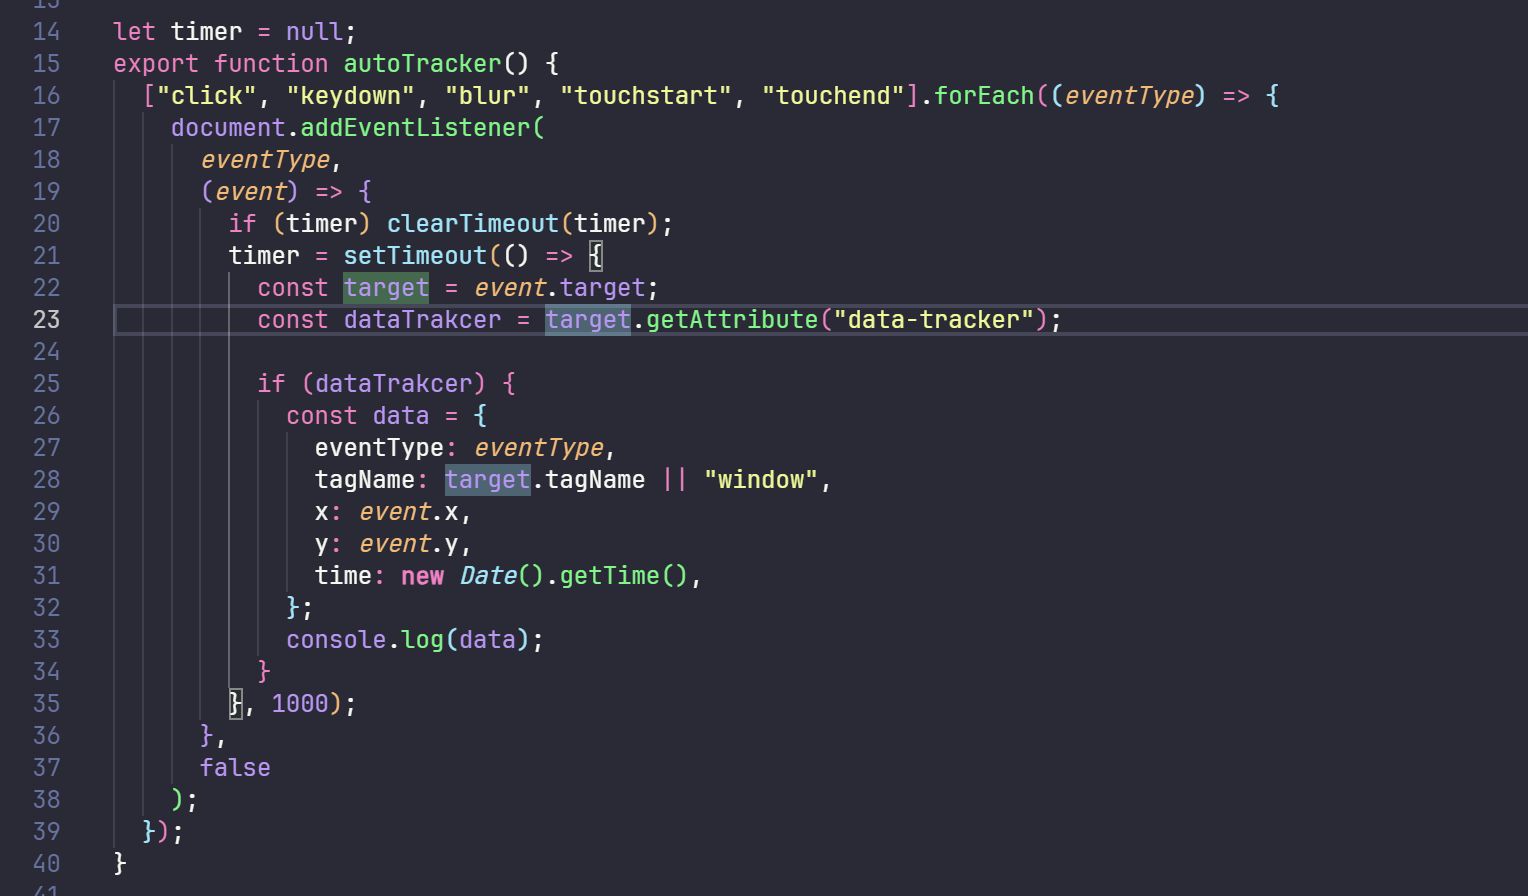 14 let timer = null;
15 export function autoTracker() {
16 ["click", "keydown", "blur", "touchstart", "touchend"].forEach((eventType) => {
17 document.addEventListener(
18 eventType,
19 (event) => {
20 if (timer) clearTimeout(timer);
21 timer = setTimeout(() => {
22 const target = event.target;
23 const dataTrakcer = target.getAttribute("data-tracker");
24
25 if (dataTrakcer) {
26 const data = {
27 eventType: eventType,
28 tagName: target.tagName || "window",
29 x: event.x,
30 y: event.y,
31 time: new Date().getTime(),
32 };
33 console.log(data);
34 }
35 }, 1000);
36 },
37 false
38 );
39 });
40 }